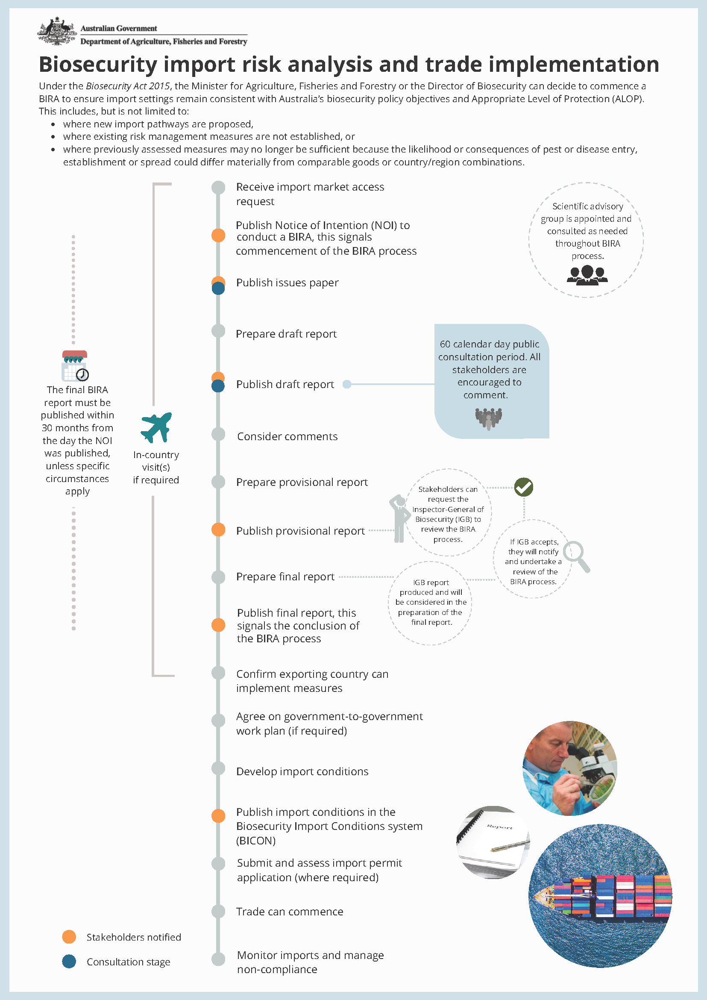 Australian Government
Department of Agriculture, Fisheries and Forestry
Biosecurity import risk analysis and trade implementation
Under the Biosecurity Act 2015, the Minister for Agriculture, Fisheries and Forestry or the Director of Biosecurity can decide to commence a
BIRA to ensure import settings remain consistent with Australia’s biosecurity policy objectives and Appropriate Level of Protection (ALOP).
This includes, but is not limited to:
• where new import pathways are proposed,
• where existing risk management measures are not established, or
• where previously assessed measures may no longer be sufficient because the likelihood or consequences of pest or disease entry,
establishment or spread could differ materially from comparable goods or country/region combinations.
Receive import market access
request
Scientific advisory
group is appointed and
consulted as needed
throughout BIRA
process.
Publish Notice of Intention (NOI) to
conduct a BIRA, this signals
commencement of the BIRA process
Publish issues paper
Prepare draft report
60 calendar day public
consultation period. All
stakeholders are
encouraged to
comment.
Publish draft report
The final BIRA
report must be
published within
30 months from
the day the NOI
was published,
unless specific
circumstances
apply
In-country
visit(s)
if required
Consider comments
Prepare provisional report
Stakeholders can
request the
Inspector-General of
Biosecurity (IGB) to
review the BIRA
process.
Publish provisional report
If IGB accepts,
they will notify
and undertake a
review of the
BIRA process.
Prepare final report
IGB report
produced and will
be considered in the
preparation of the
final report.
Publish final report, this
signals the conclusion of
the BIRA process
Confirm exporting country can
implement measures
Agree on government-to-government
work plan (if required)
Develop import conditions
Publish import conditions in the
Biosecurity Import Conditions system
(BICON)
Report
Submit and assess import permit
application (where required)
Trade can commence
Stakeholders notified
Consultation stage
Monitor imports and manage
non-compliance